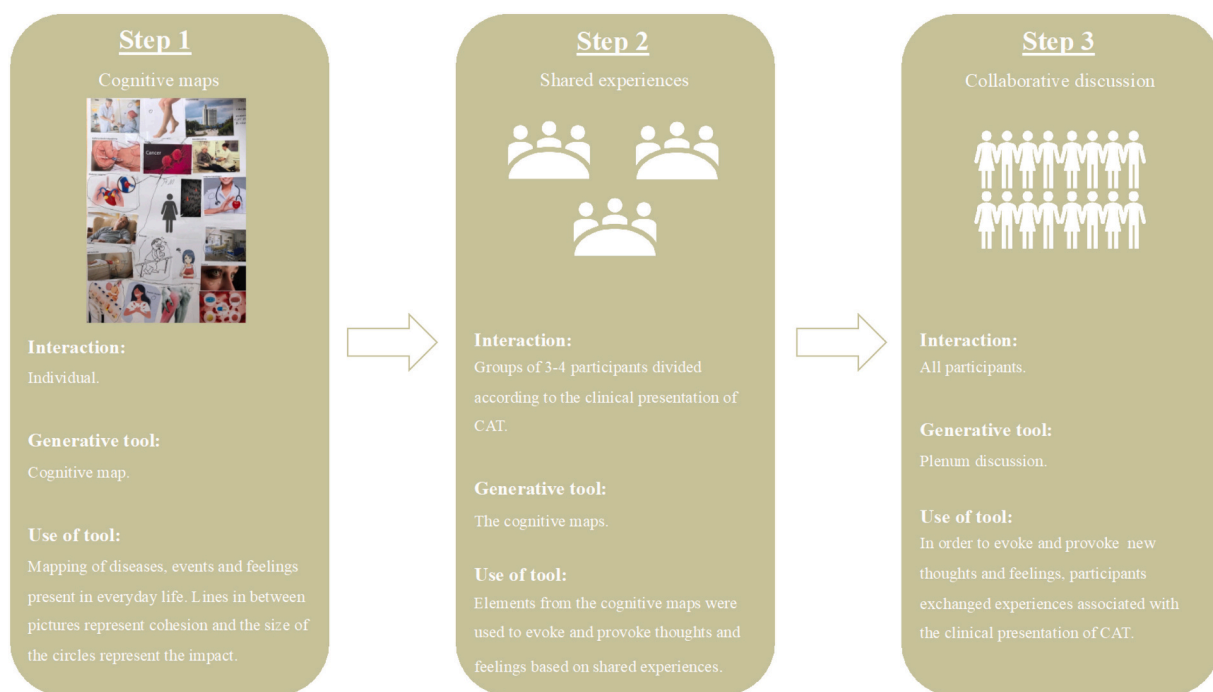 Step 1
Cognitive maps
Cancer
Interaction:
Individual.
Generative tool:
Cognitive map.
Use of tool:
Mapping of diseases, events and feelings
present in everyday life. Lines in between
pictures represent cohesion and the size of
the circles represent the impact.
Step 2
Shared experiences
Interaction:
Groups of 3-4 participants divided
according to the clinical presentation of
CAT.
Generative tool:
The cognitive maps.
Use of tool:
Elements from the cognitive maps were
used to evoke and provoke thoughts and
feelings based on shared experiences.
Step 3
Collaborative discussion
Interaction:
All participants.
Generative tool:
Plenum discussion.
Use of tool:
In order to evoke and provoke new
thoughts and feelings, participants
exchanged experiences associated with
the clinical presentation of CAT.